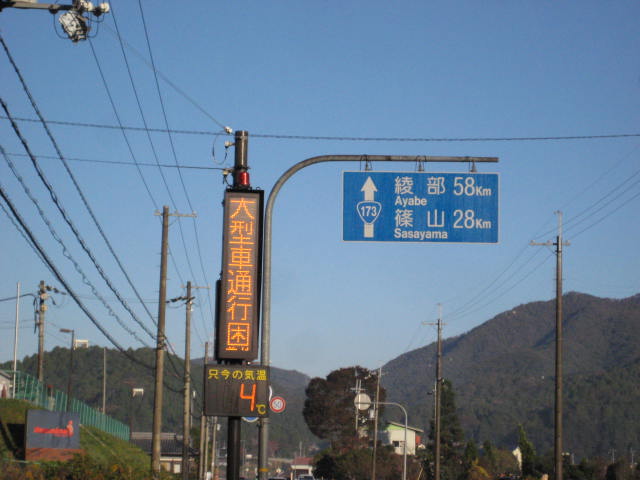 大型車通行困
只今の気温
4℃
173
綾部 58Km
Ayabe
篠山 28Km
Sasayama
50